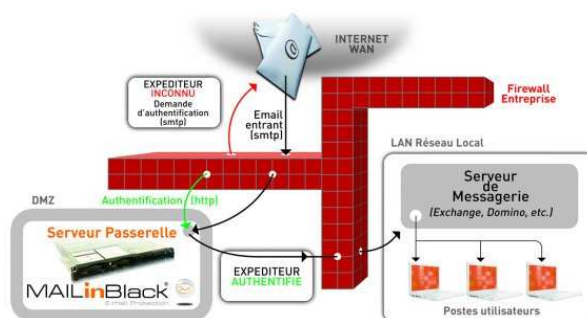 INTERNET
WAN
EXPEDITEUR
INCONNU
Demande
d'authentification
(smtp)
Email
entrant
(smtp)
Firewall
Entreprise
LAN Réseau Local
Serveur
de
Messagerie
(Exchange, Domino, etc.)
DMZ
Authentification (http)
Serveur Passerelle
MAILinBlack
E-mail Protection
EXPEDITEUR
AUTHENTIFIE
Postes utilisateurs